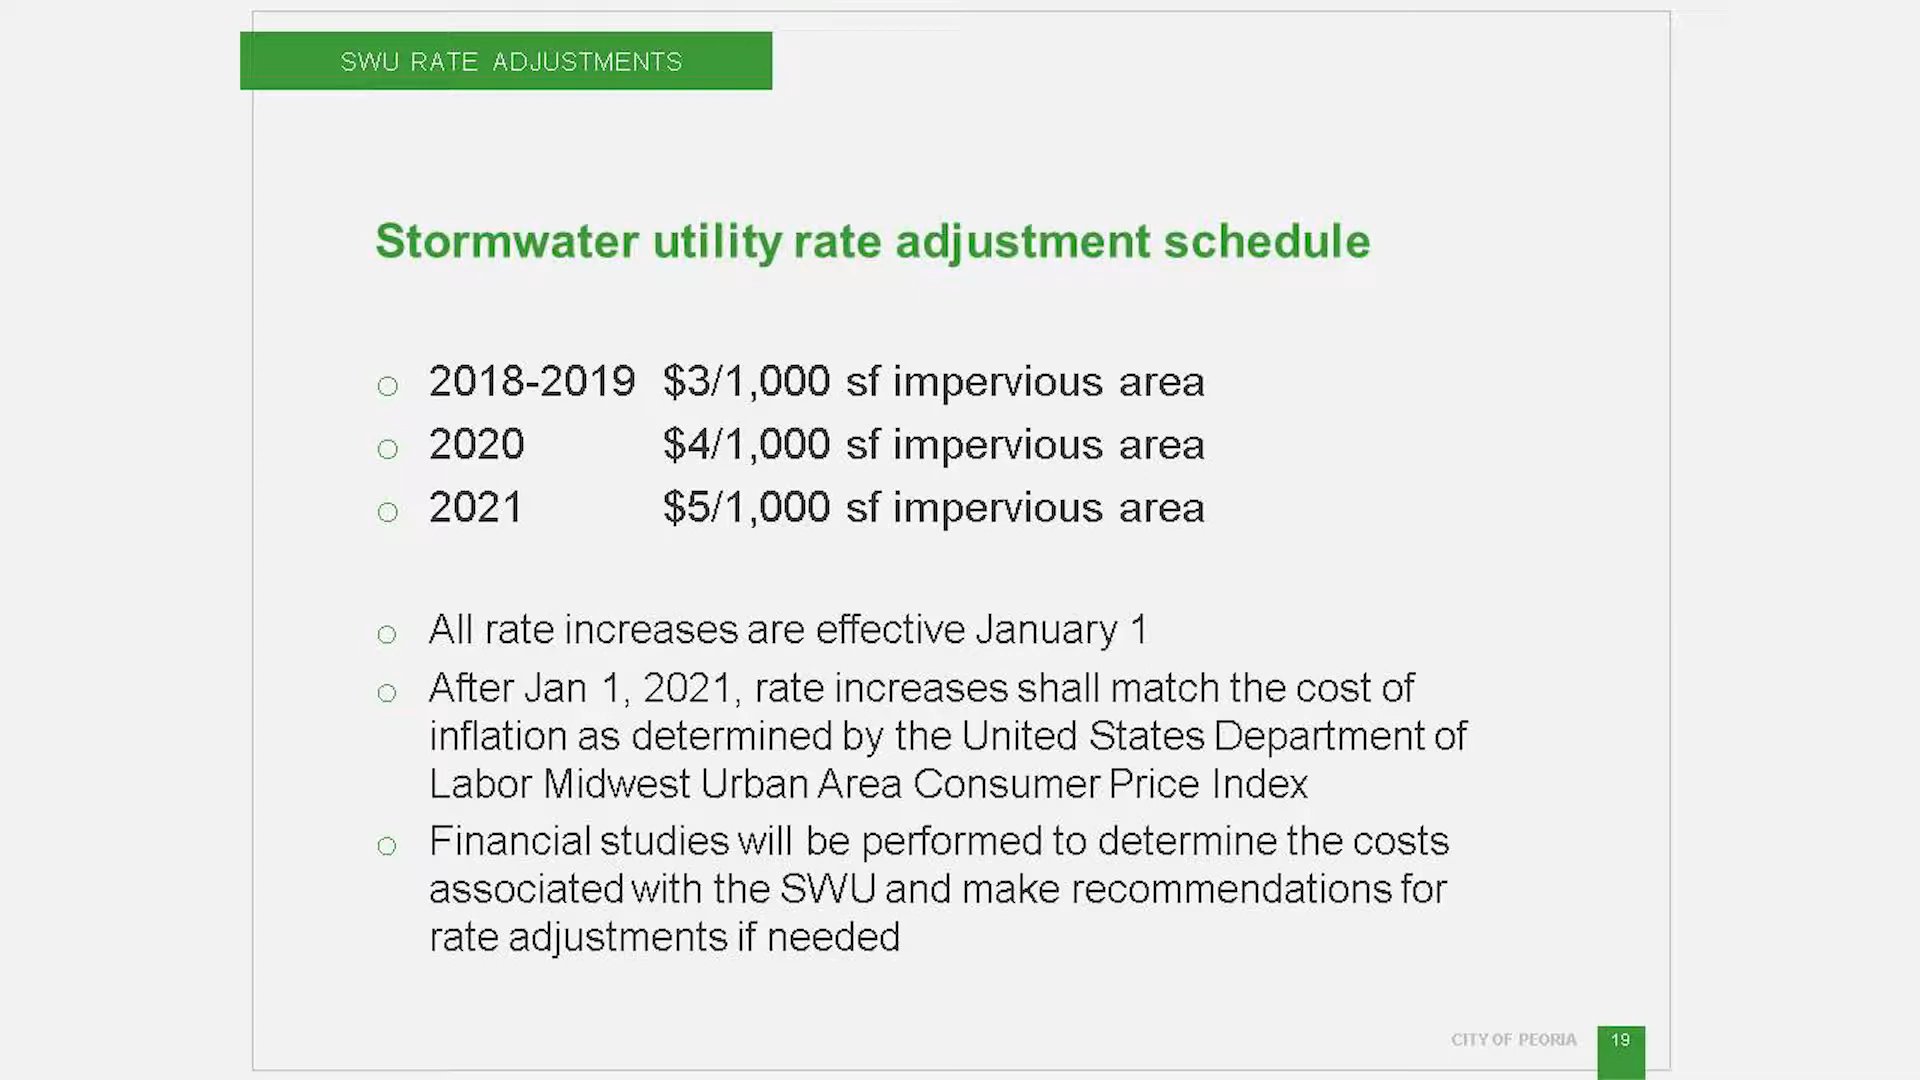 SWU RATE ADJUSTMENTS
Stormwater utility rate adjustment schedule
2018-2019 $3/1,000 sf impervious area
2020 $4/1,000 sf impervious area
2021 $5/1,000 sf impervious area
All rate increases are effective January 1
After Jan 1, 2021, rate increases shall match the cost of
inflation as determined by the United States Department of
Labor Midwest Urban Area Consumer Price Index
Financial studies will be performed to determine the costs
associated with the SWU and make recommendations for
rate adjustments if needed
CITY OF PEORIA 19